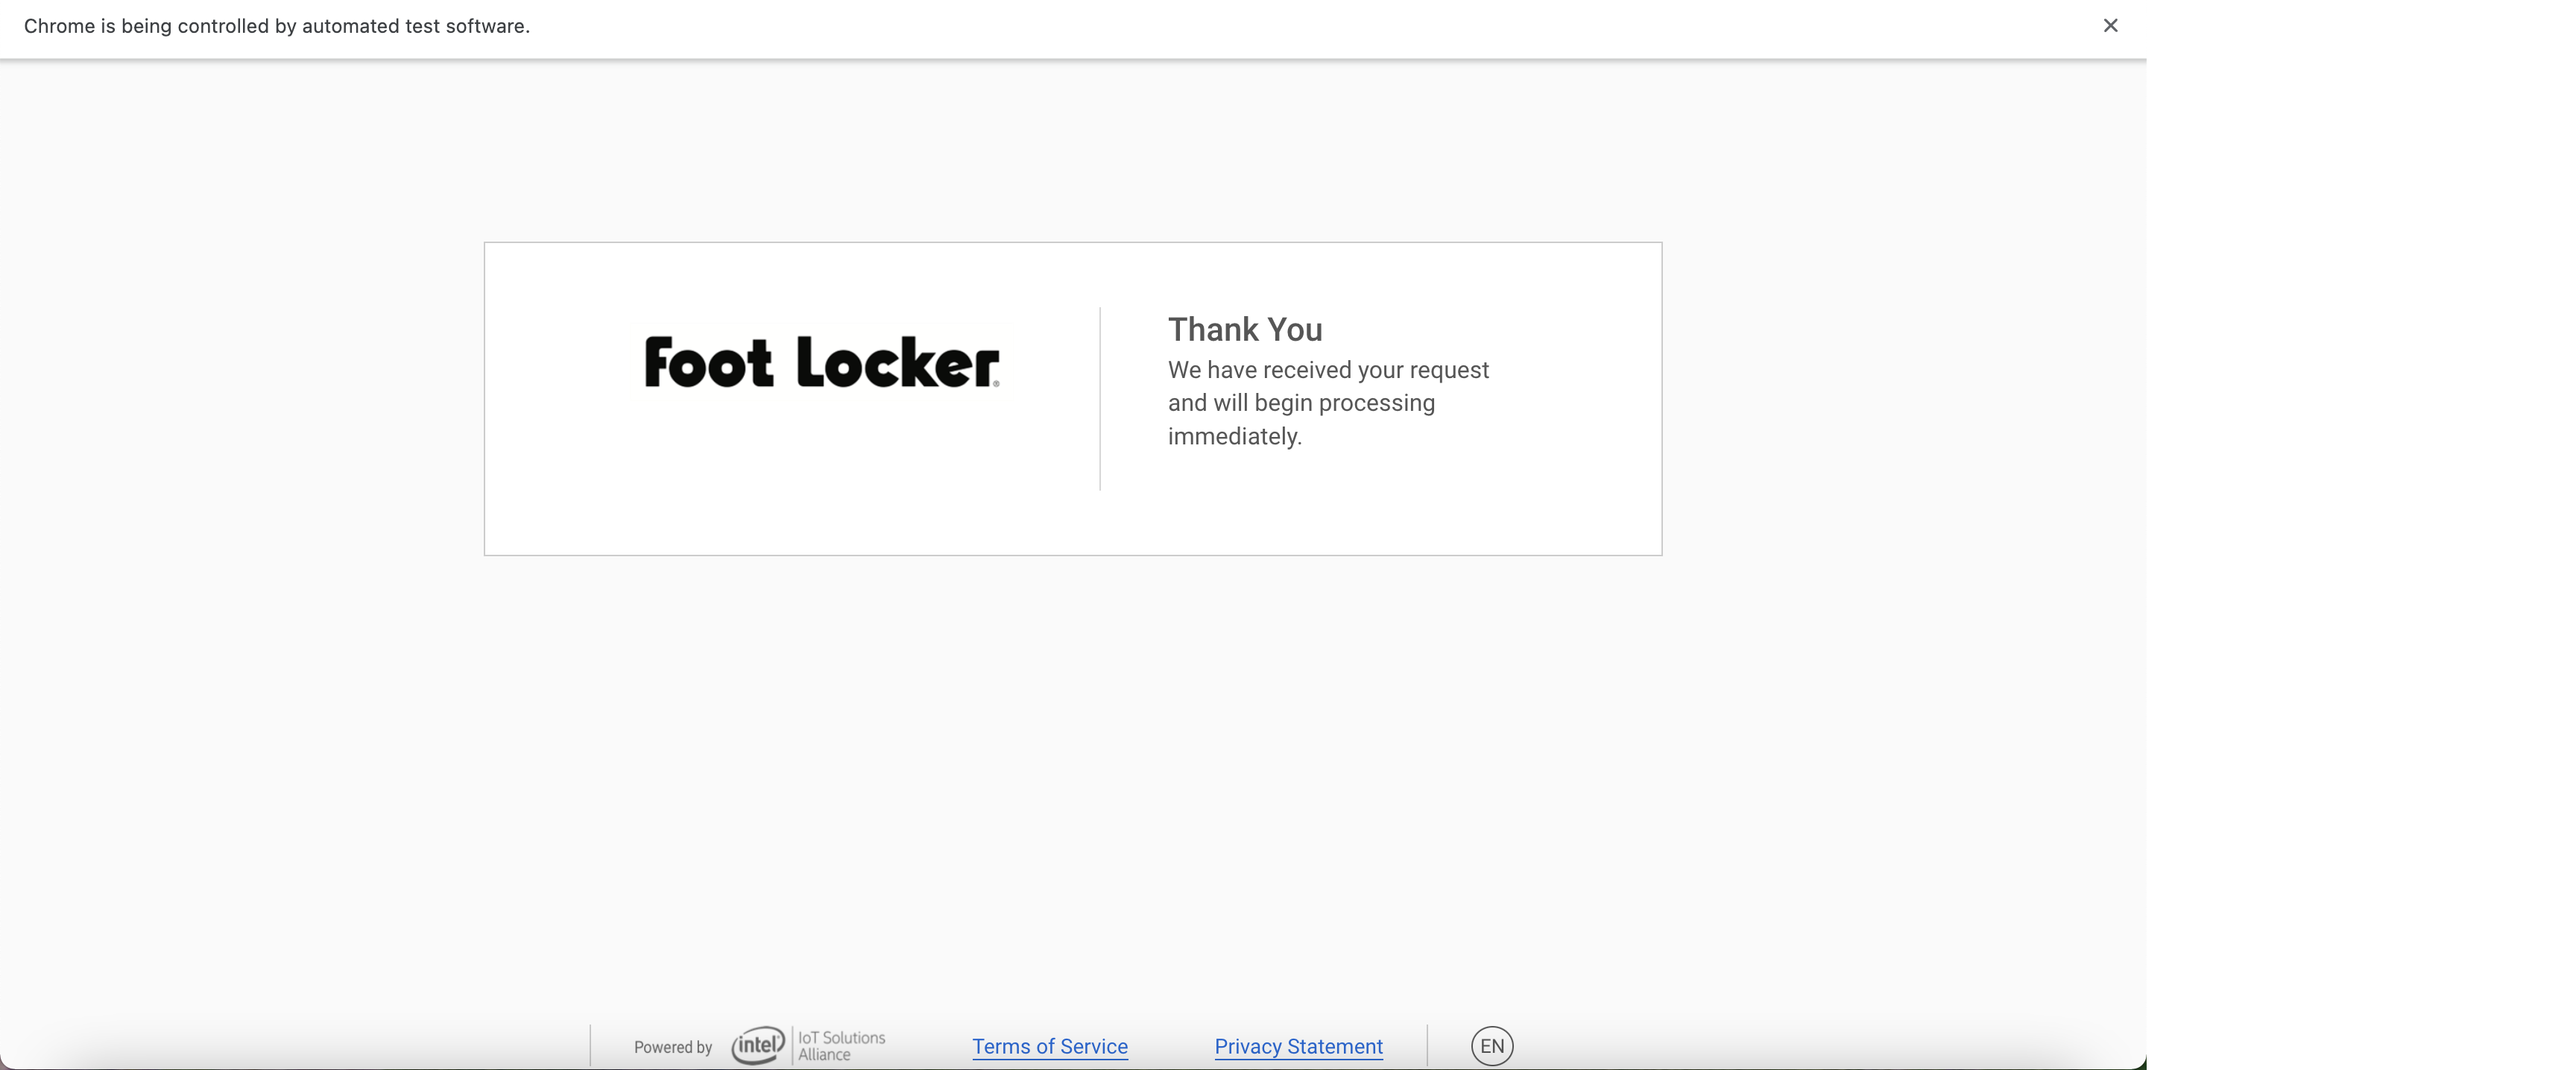 Chrome is being controlled by automated test software.
Foot Locker®
Thank You
We have received your request
and will begin processing
immediately.
Powered by
intel®
IoT Solutions
Alliance
Terms of Service
Privacy Statement
EN